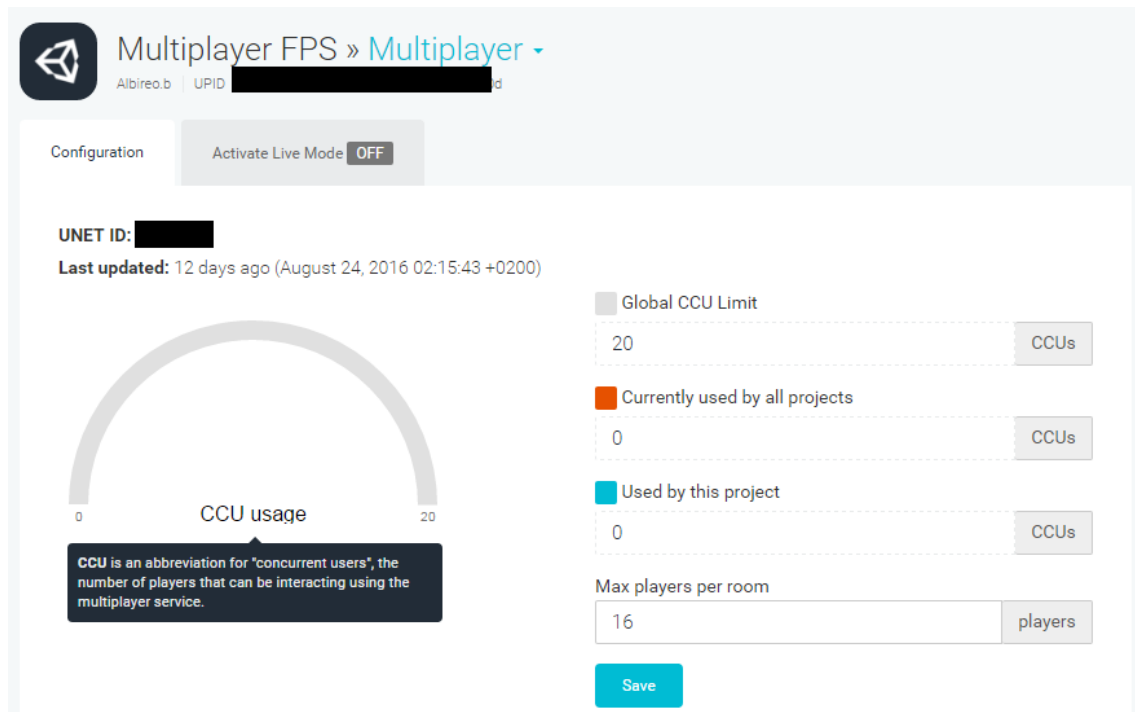 Multiplayer FPS » Multiplayer
Albireo.b UPID
Configuration
Activate Live Mode OFF
UNET ID:
Last updated: 12 days ago (August 24, 2016 02:15:43 +0200)
Global CCU Limit
20 CCUs
Currently used by all projects
0 CCUs
Used by this project
0 CCUs
Max players per room
16 players
Save
0 CCU usage 20
CCU is an abbreviation for "concurrent users", the
number of players that can be interacting using the
multiplayer service.